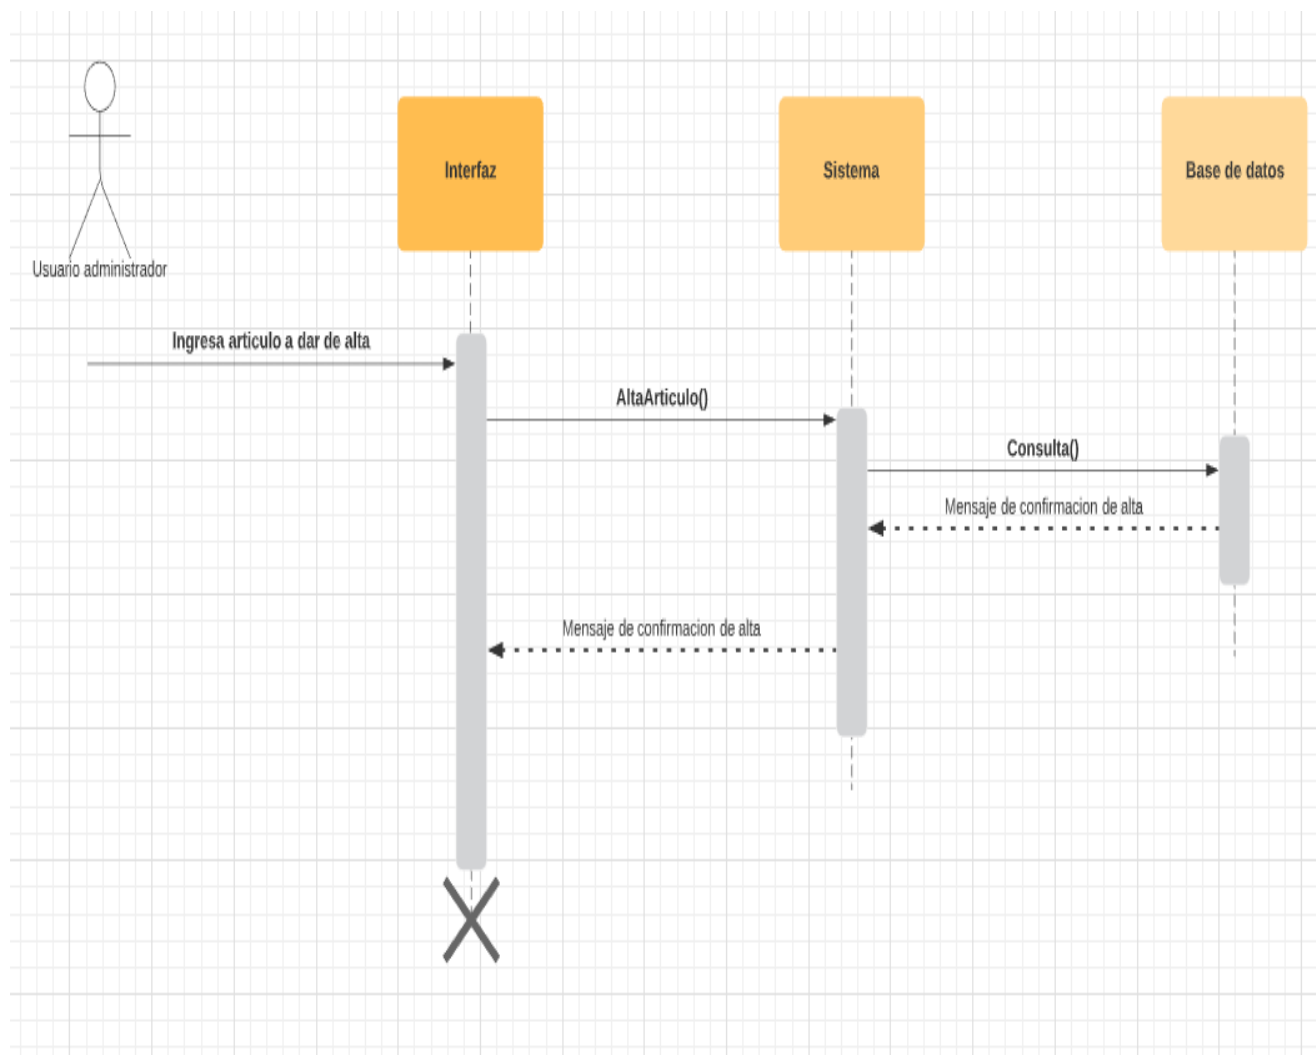 Interfaz
Sistema
Base de datos
Usuario administrador
Ingresa articulo a dar de alta
AltaArticulo()
Consulta()
Mensaje de confirmacion de alta
Mensaje de confirmacion de alta